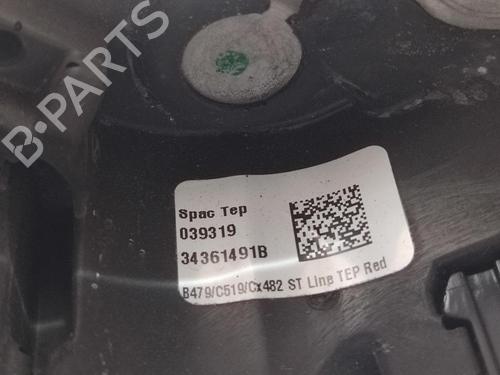 B-PARTS
Spac Tep
039319
34361491B
B479/C519/Cx482 ST Line TEP Red